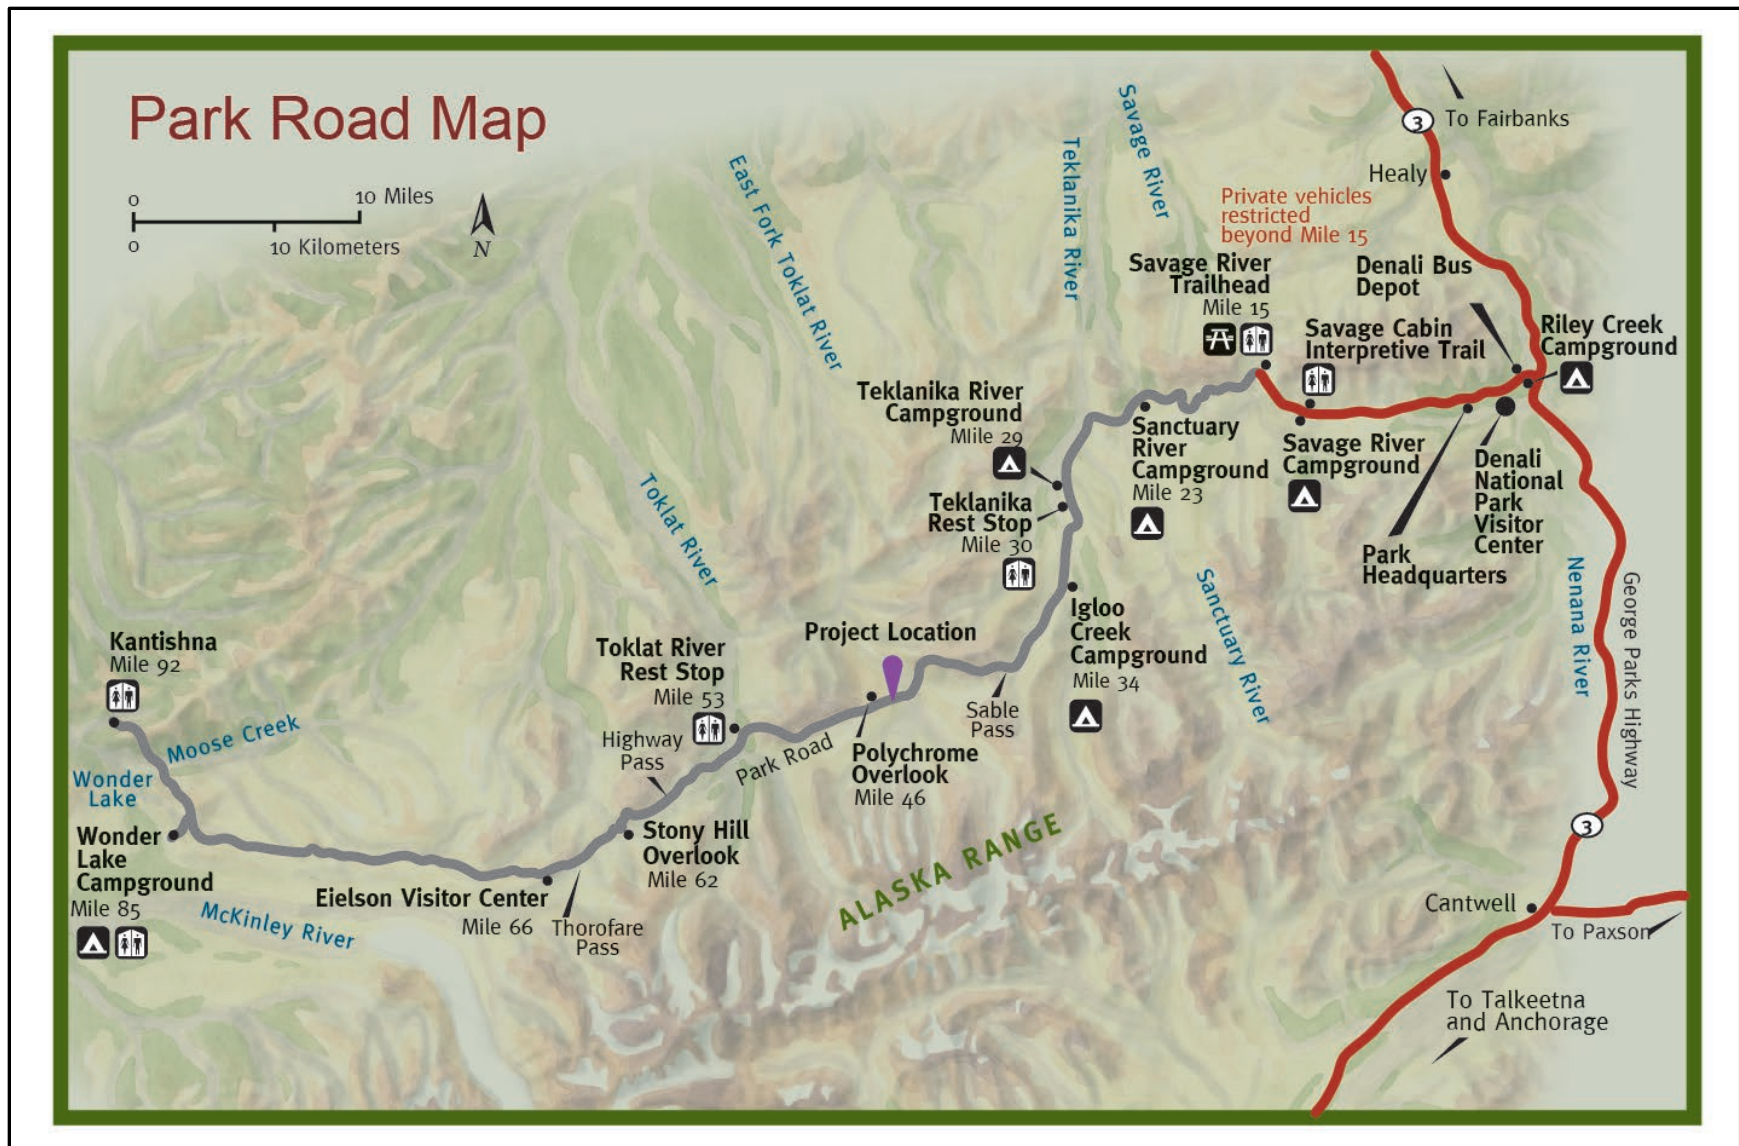 Park Road Map
0
10 Miles
0
10 Kilometers
N
East Fork Toklat River
Teklanika River
Savage River
3
To Fairbanks
Healy
Private vehicles
restricted
beyond Mile 15
Savage River
Trailhead
Mile 15
Denali Bus
Depot
Savage Cabin
Interpretive Trail
Riley Creek
Campground
Teklanika River
Campground
MIile 29
Sanctuary
River
Campground
Mile 23
Savage River
Campground
Denali
National
Park
Visitor
Center
Park
Headquarters
Teklanika
Rest Stop
Mile 30
Toklat River
Sanctuary River
Nenana River
George Parks Highway
Igloo
Creek
Campground
Mile 34
Project Location
Kantishna
Mile 92
Toklat River
Rest Stop
Mile 53
Sable
Pass
Highway
Pass
Park Road
Polychrome
Overlook
Mile 46
Moose Creek
Wonder
Lake
Wonder
Lake
Campground
Mile 85
Stony Hill
Overlook
Mile 62
Eielson Visitor Center
Mile 66
Thorofare
Pass
McKinley River
ALASKA RANGE
3
Cantwell
To Paxson
To Talkeetna
and Anchorage